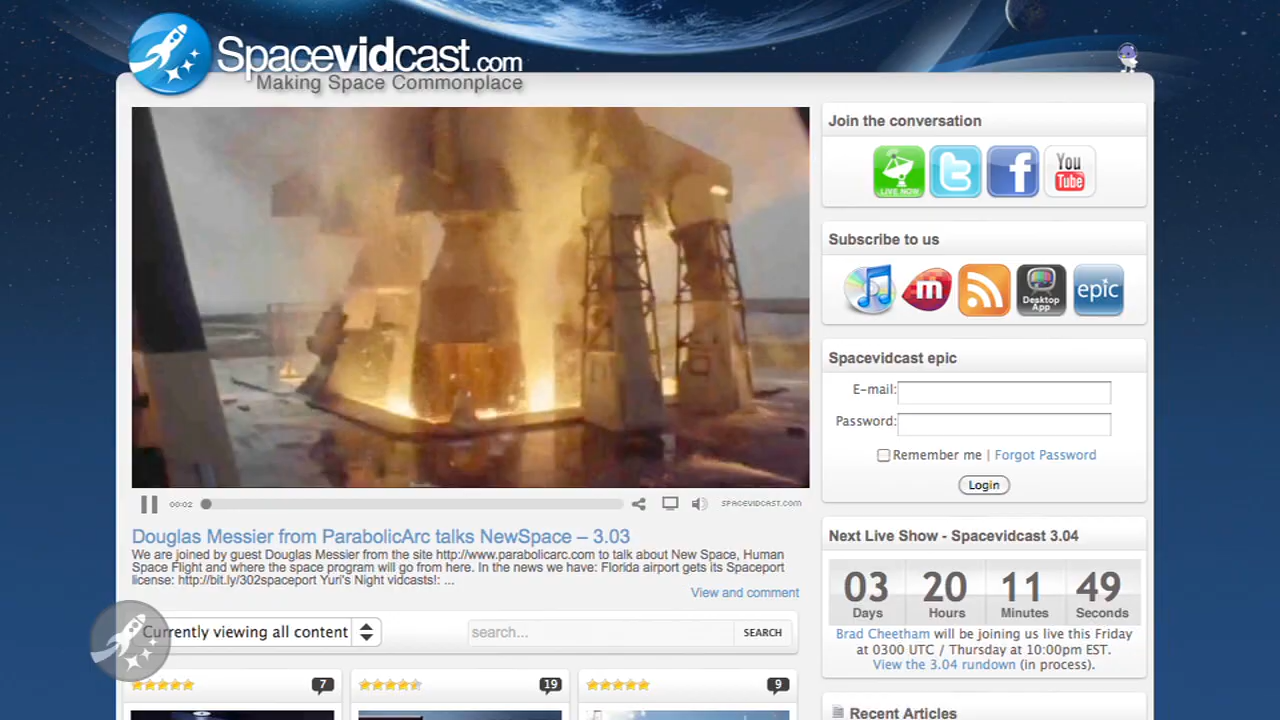 Spacevidcast.com
Making Space Commonplace
Join the conversation
LIVE NOW
You
Tube
Subscribe to us
Desktop
App
epic
Spacevidcast epic
E-mail:
Password:
Remember me | Forgot Password
Login
00:02
SPACEVIDCAST.COM
Douglas Messier from ParabolicArc talks NewSpace – 3.03
We are joined by guest Douglas Messier from the site http://www.parabolicarc.com to talk about New Space, Human
Space Flight and where the space program will go from here. In the news we have: Florida airport gets its Spaceport
license: http://bit.ly/302spaceport Yuri's Night vidcasts!: ...
View and comment
Next Live Show - Spacevidcast 3.04
03 20 11 49
Days Hours Minutes Seconds
Brad Cheetham will be joining us live this Friday
at 0300 UTC / Thursday at 10:00pm EST.
View the 3.04 rundown (in process).
Currently viewing all content
search...
SEARCH
7
19
9
Recent Articles